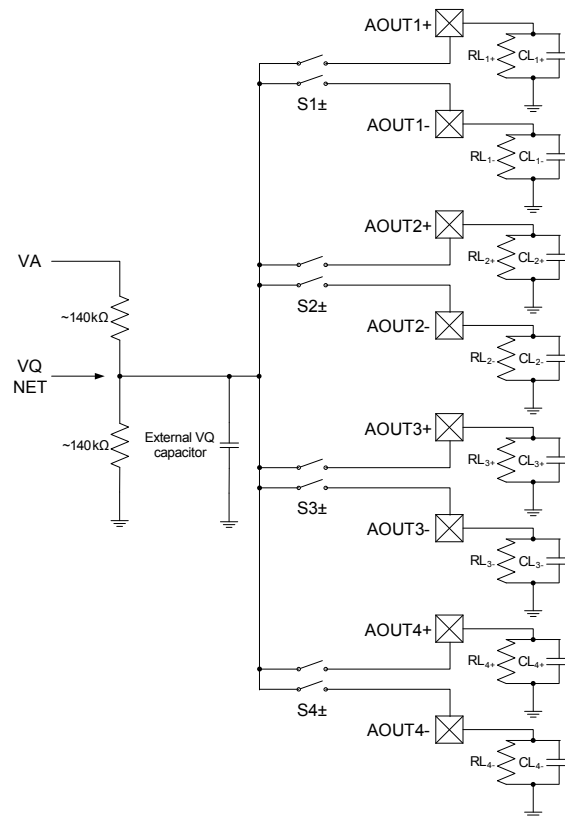 AOUT1+
RL1+ CL1+
S1±
AOUT1-
RL1- CL1-
AOUT2+
RL2+ CL2+
VA
S2±
~140kΩ
AOUT2-
RL2- CL2-
VQ
NET
~140kΩ
External VQ
capacitor
AOUT3+
RL3+ CL3+
S3±
AOUT3-
RL3- CL3-
AOUT4+
RL4+ CL4+
S4±
AOUT4-
RL4- CL4-